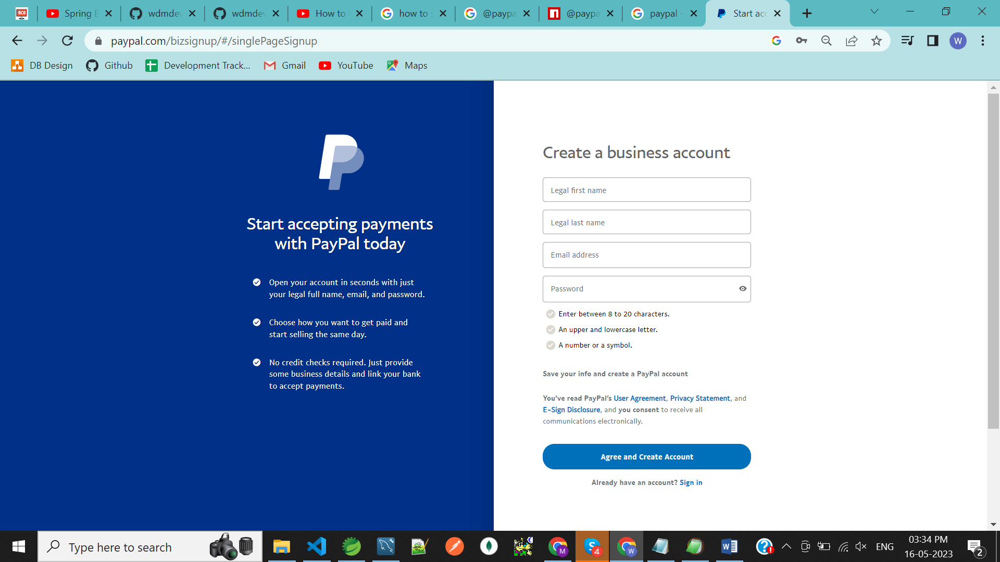 Spring B
wdmdev
wdmdev
How to
how to s
@paypa
@paypa
paypal -
Start acc
paypal.com/bizsignup/#/singlePageSignup
W
DB Design
Github
Development Track...
Gmail
YouTube
Maps
Start accepting payments
with PayPal today
Open your account in seconds with just
your legal full name, email, and password.
Choose how you want to get paid and
start selling the same day.
No credit checks required. Just provide
some business details and link your bank
to accept payments.
Create a business account
Legal first name
Legal last name
Email address
Password
Enter between 8 to 20 characters.
An upper and lowercase letter.
A number or a symbol.
Save your info and create a PayPal account
You've read PayPal's User Agreement, Privacy Statement, and
E-Sign Disclosure, and you consent to receive all
communications electronically.
Agree and Create Account
Already have an account? Sign in
Type here to search
M
4
W
ENG
03:34 PM
16-05-2023
2